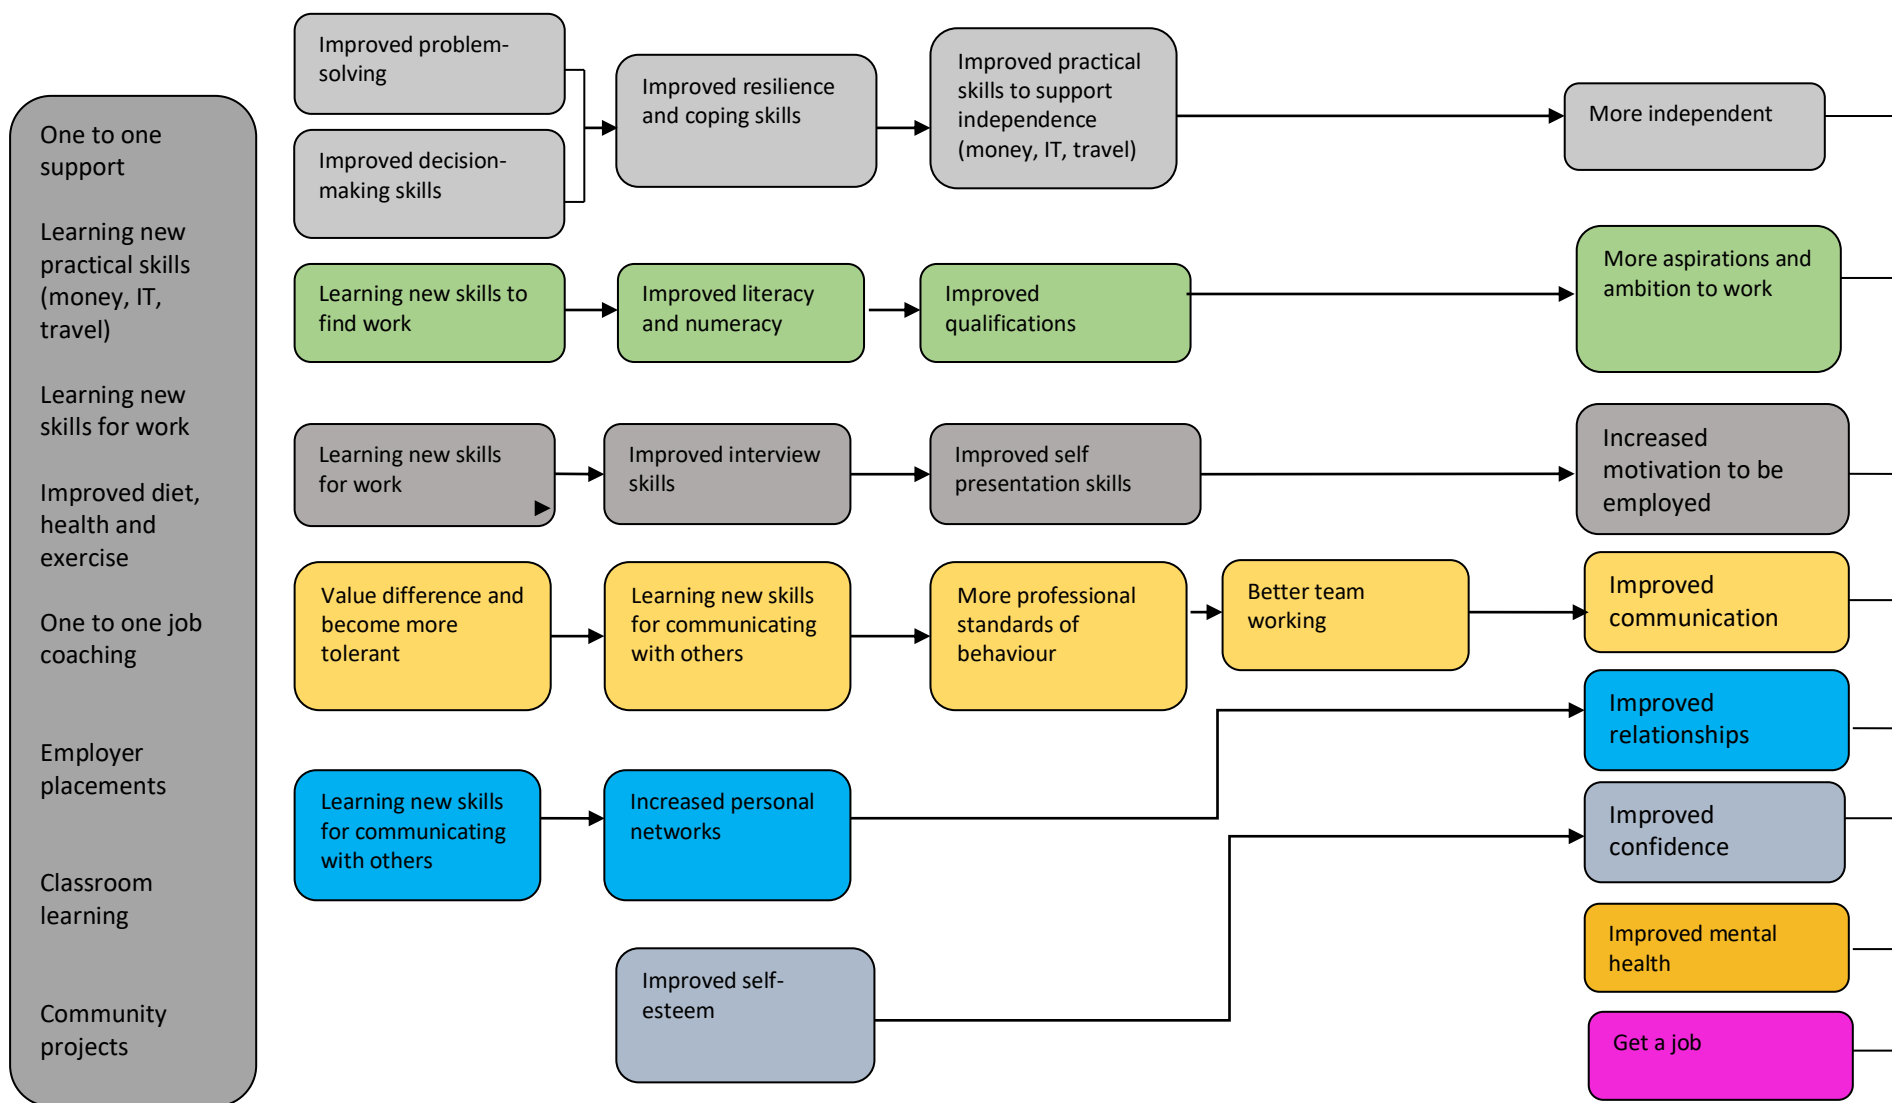 One to one
support
Learning new
practical skills
(money, IT,
travel)
Learning new
skills for work
Improved diet,
health and
exercise
One to one job
coaching
Employer
placements
Classroom
learning
Community
projects
Improved problem-
solving
Improved decision-
making skills
Improved resilience
and coping skills
Improved practical
skills to support
independence
(money, IT, travel)
More independent
Learning new skills to
find work
Improved literacy
and numeracy
Improved
qualifications
More aspirations and
ambition to work
Learning new skills
for work
Improved interview
skills
Improved self
presentation skills
Increased
motivation to be
employed
Value difference and
become more
tolerant
Learning new skills
for communicating
with others
More professional
standards of
behaviour
Better team
working
Improved
communication
Learning new skills
for communicating
with others
Increased personal
networks
Improved
relationships
Improved self-
esteem
Improved
confidence
Improved mental
health
Get a job